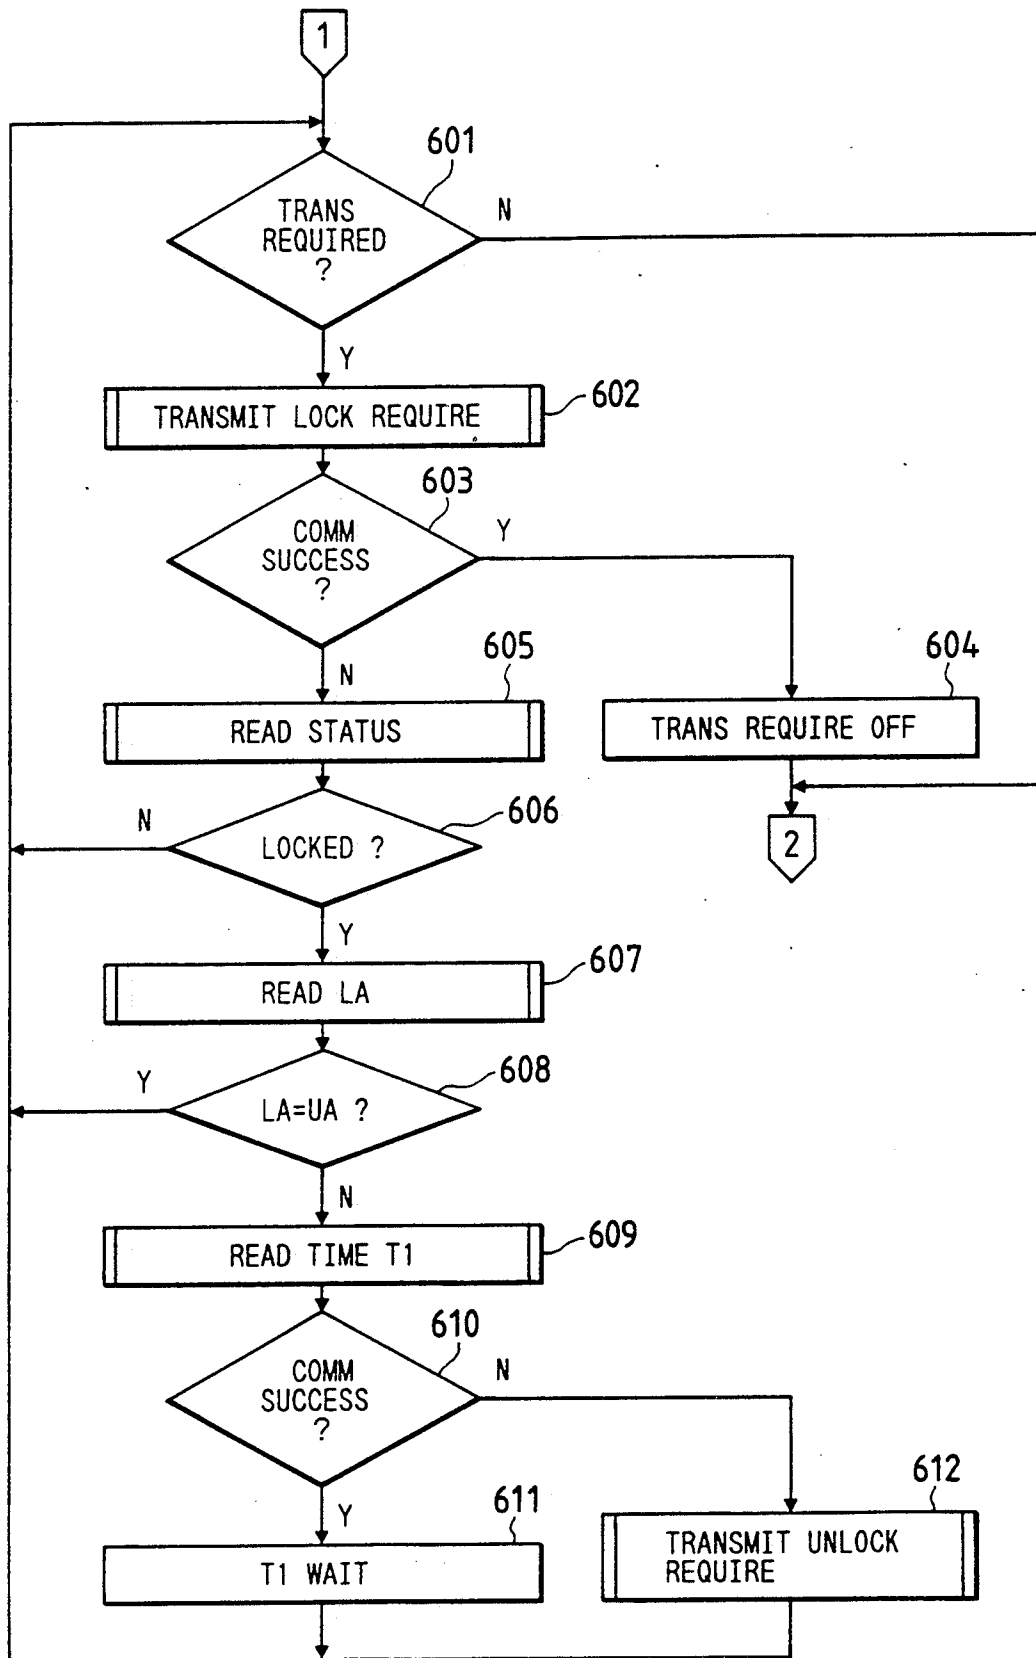 1
601
TRANS
REQUIRED
?
N
Y
TRANSMIT LOCK REQUIRE
602
603
COMM
SUCCESS
?
Y
N
605
READ STATUS
604
TRANS REQUIRE OFF
606
LOCKED ?
N
2
Y
607
READ LA
608
Y
LA=UA ?
N
READ TIME T1
609
610
COMM
SUCCESS
?
N
Y
611
T1 WAIT
612
TRANSMIT UNLOCK
REQUIRE